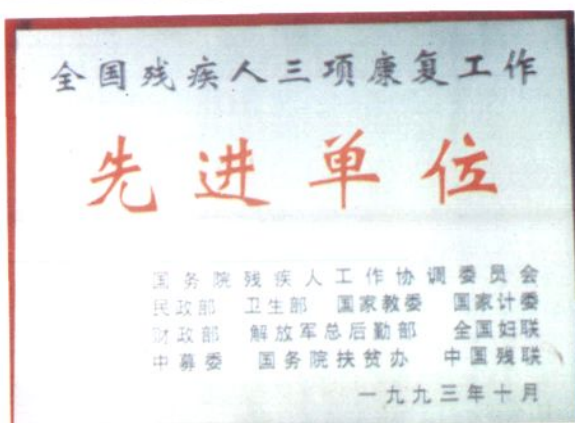 全国残疾人三项康复工作
先进单位
国务院残疾人工作协调委员会
民政部 卫生部 国家教委 国家计委
财政部 解放军总后勤部 全国妇联
中募委 国务院扶贫办 中国残联
一九九三年十月